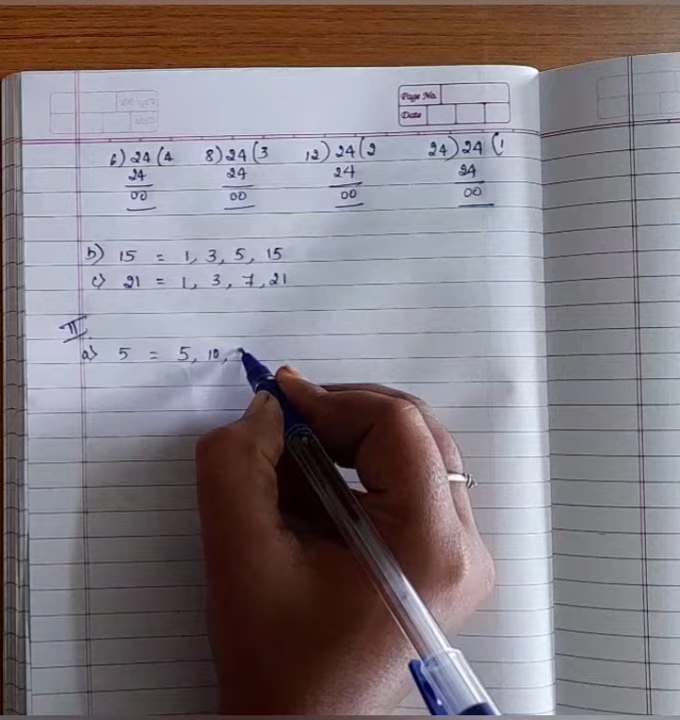 Page No.
Date
6) 24 (4 8) 24 (3 12) 24 (2 24) 24 (1
24 24 24 24
00 00 00 00
b) 15 = 1, 3, 5, 15
c) 21 = 1, 3, 7, 21
II.
a) 5 = 5, 10,